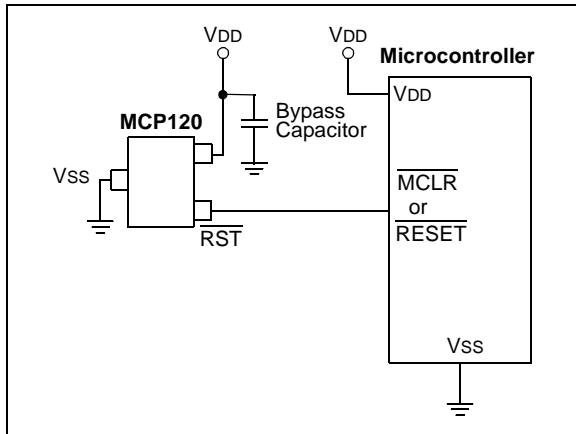 VDD
VDD
Microcontroller
VDD
Bypass
Capacitor
MCP120
VSS
MCLR
or
RESET
RST
VSS